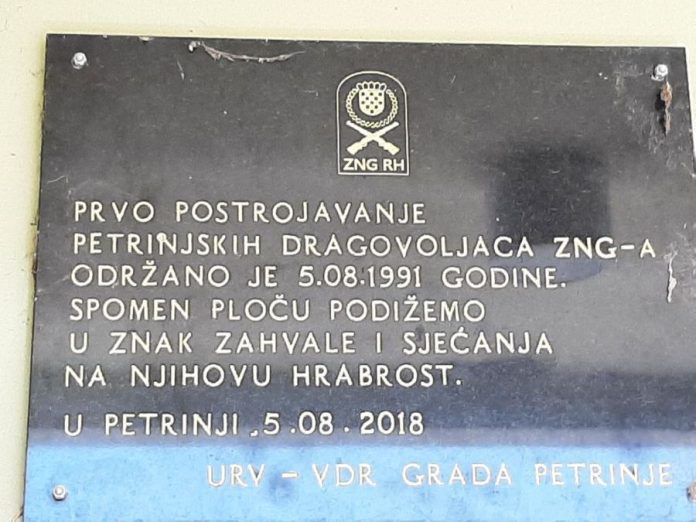 ZNG RH
PRVO POSTROJAVANJE
PETRINJSKIH DRAGOVOLJACA ZNG-A
ODRŽANO JE 5.08.1991 GODINE.
SPOMEN PLOČU PODIŽEMO
U ZNAK ZAHVALE I SJEĆANJA
NA NJIHOVU HRABROST.
U PETRINJI ,5.08.2018
URV - VDR GRADA PETRINJE